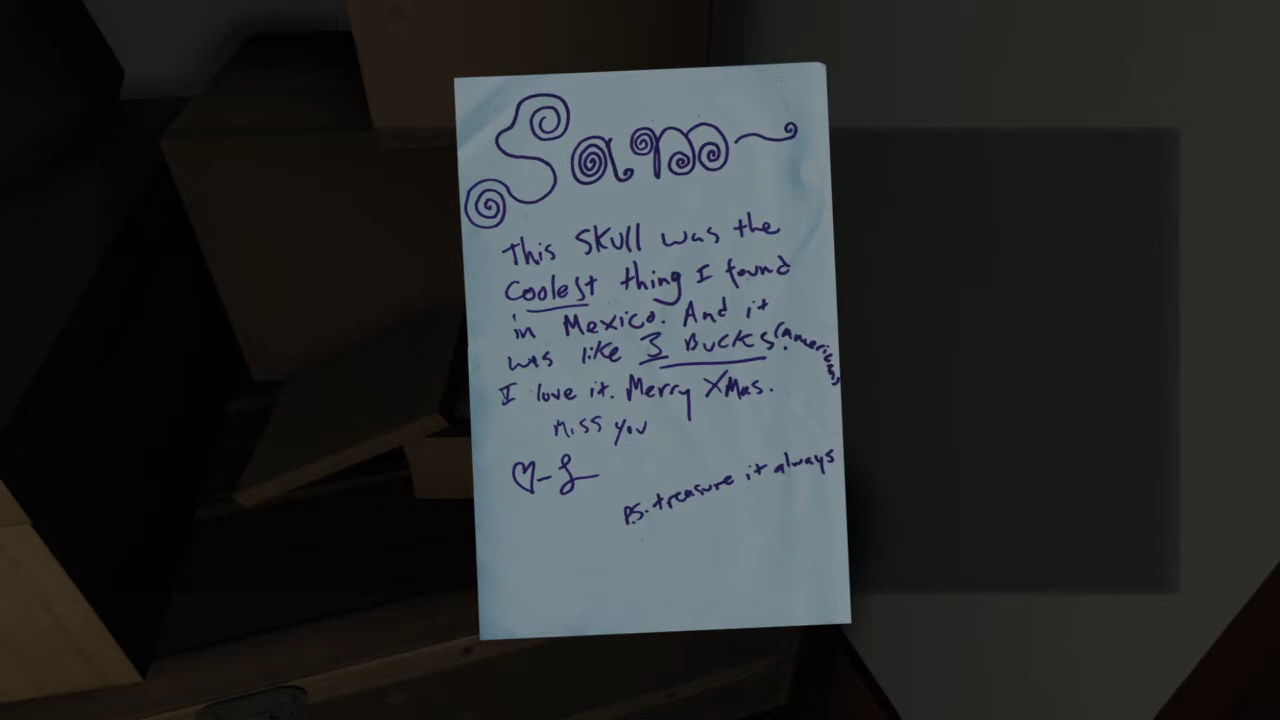 Sam
This SKUll was the
Coolest thing I found
in Mexico. And it
was like 3 BUCKS. (American)
I love it. Merry XMas.
Miss you
♡-L
P.S. treasure it always